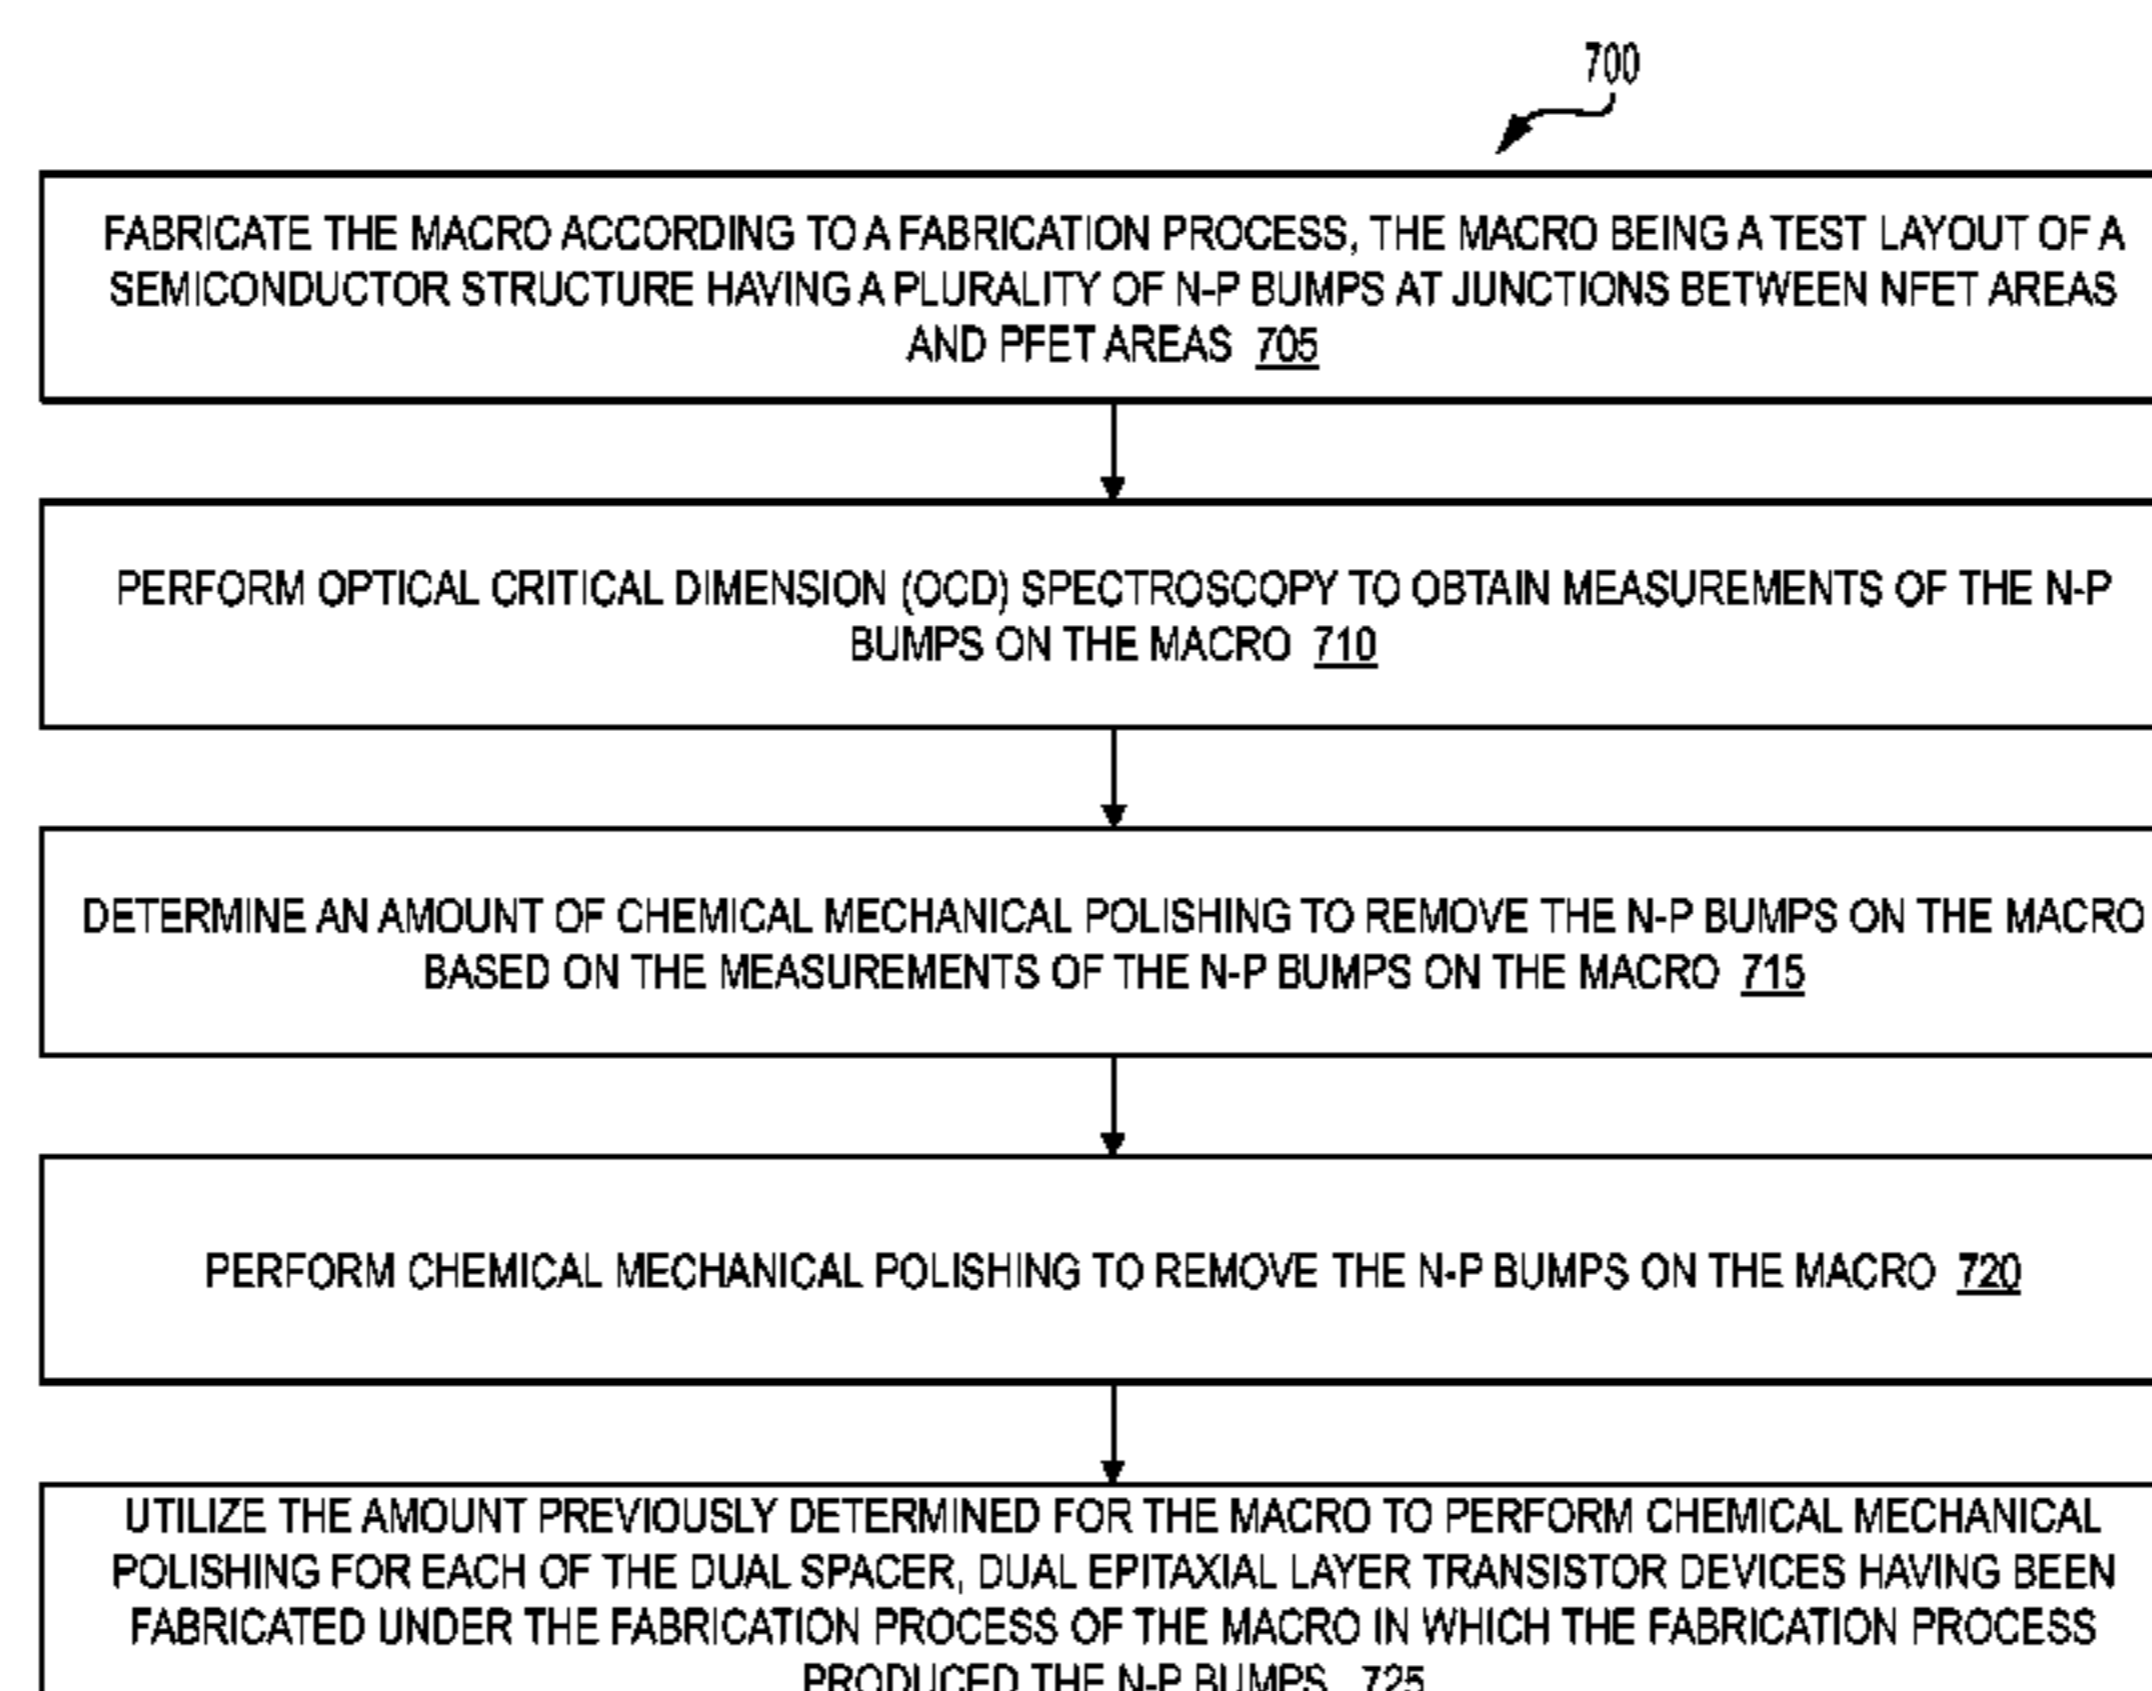 700
FABRICATE THE MACRO ACCORDING TO A FABRICATION PROCESS, THE MACRO BEING A TEST LAYOUT OF A
SEMICONDUCTOR STRUCTURE HAVING A PLURALITY OF N-P BUMPS AT JUNCTIONS BETWEEN NFET AREAS
AND PFET AREAS 705
PERFORM OPTICAL CRITICAL DIMENSION (OCD) SPECTROSCOPY TO OBTAIN MEASUREMENTS OF THE N-P
BUMPS ON THE MACRO 710
DETERMINE AN AMOUNT OF CHEMICAL MECHANICAL POLISHING TO REMOVE THE N-P BUMPS ON THE MACRO
BASED ON THE MEASUREMENTS OF THE N-P BUMPS ON THE MACRO 715
PERFORM CHEMICAL MECHANICAL POLISHING TO REMOVE THE N-P BUMPS ON THE MACRO 720
UTILIZE THE AMOUNT PREVIOUSLY DETERMINED FOR THE MACRO TO PERFORM CHEMICAL MECHANICAL
POLISHING FOR EACH OF THE DUAL SPACER, DUAL EPITAXIAL LAYER TRANSISTOR DEVICES HAVING BEEN
FABRICATED UNDER THE FABRICATION PROCESS OF THE MACRO IN WHICH THE FABRICATION PROCESS
PRODUCED THE N-P BUMPS 725